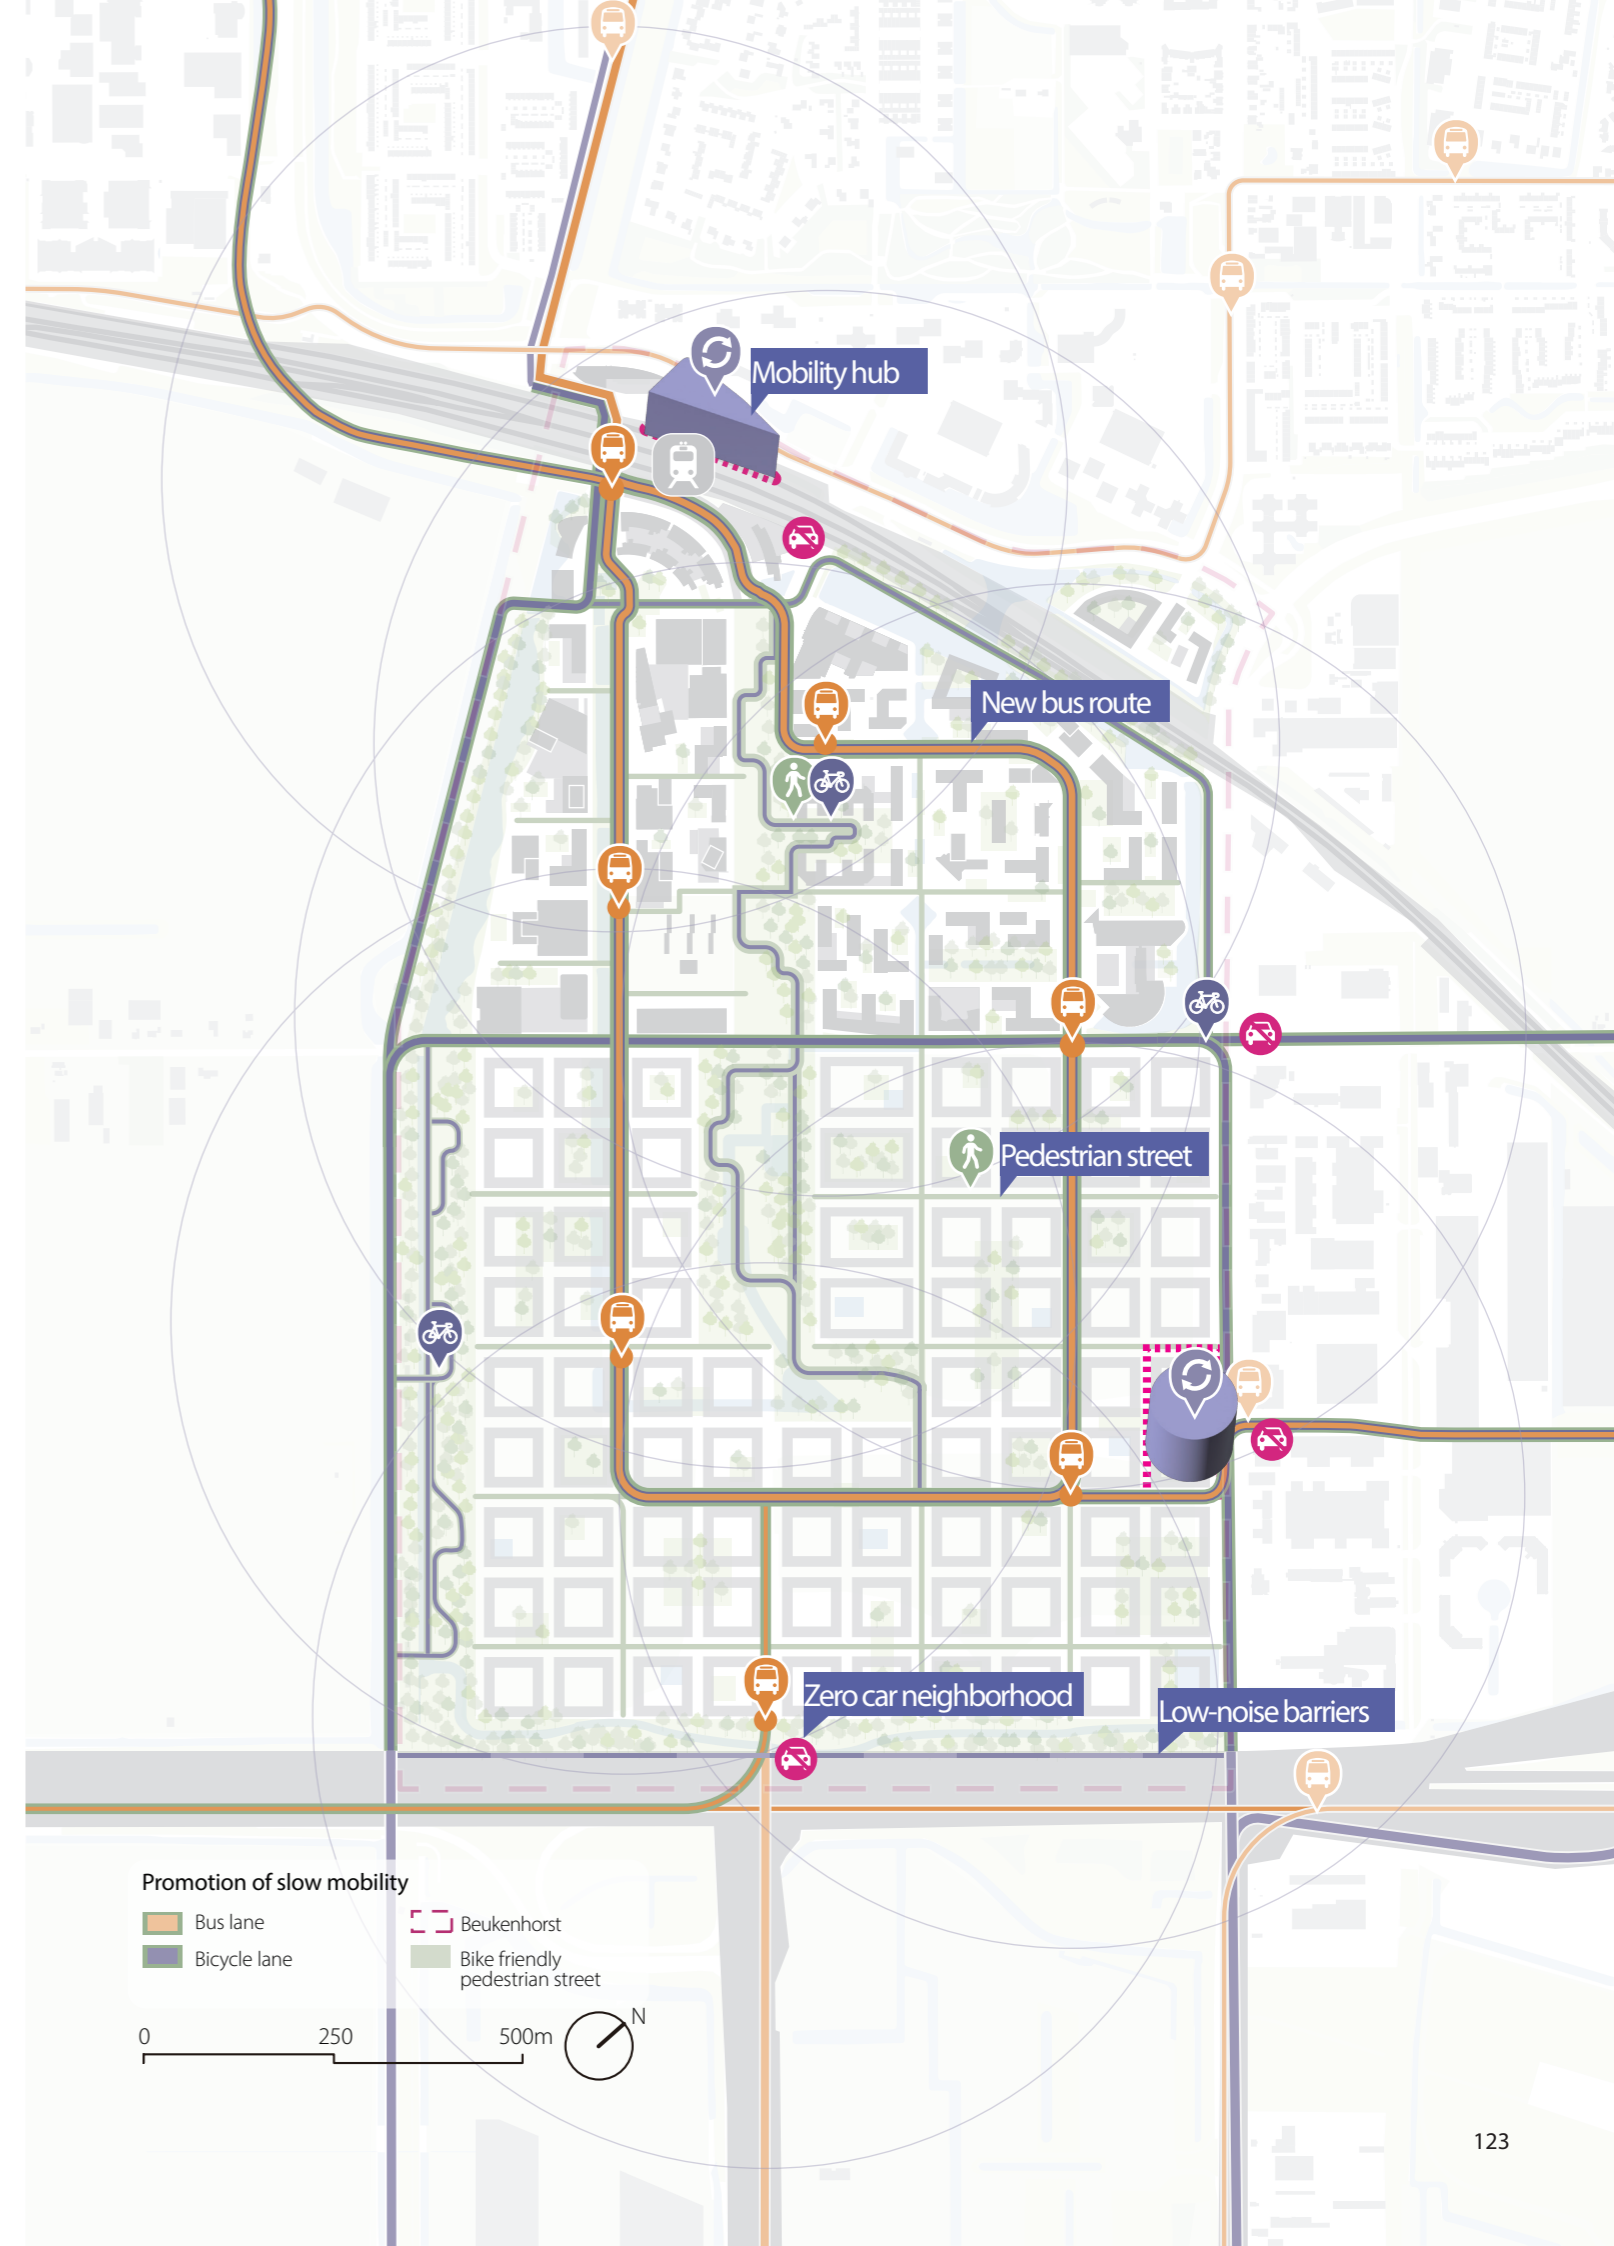 Mobility hub
New bus route
Pedestrian street
Zero car neighborhood
Low-noise barriers
Promotion of slow mobility
Bus lane
Bicycle lane
Beukenhorst
Bike friendly
pedestrian street
0 250 500m
N
123